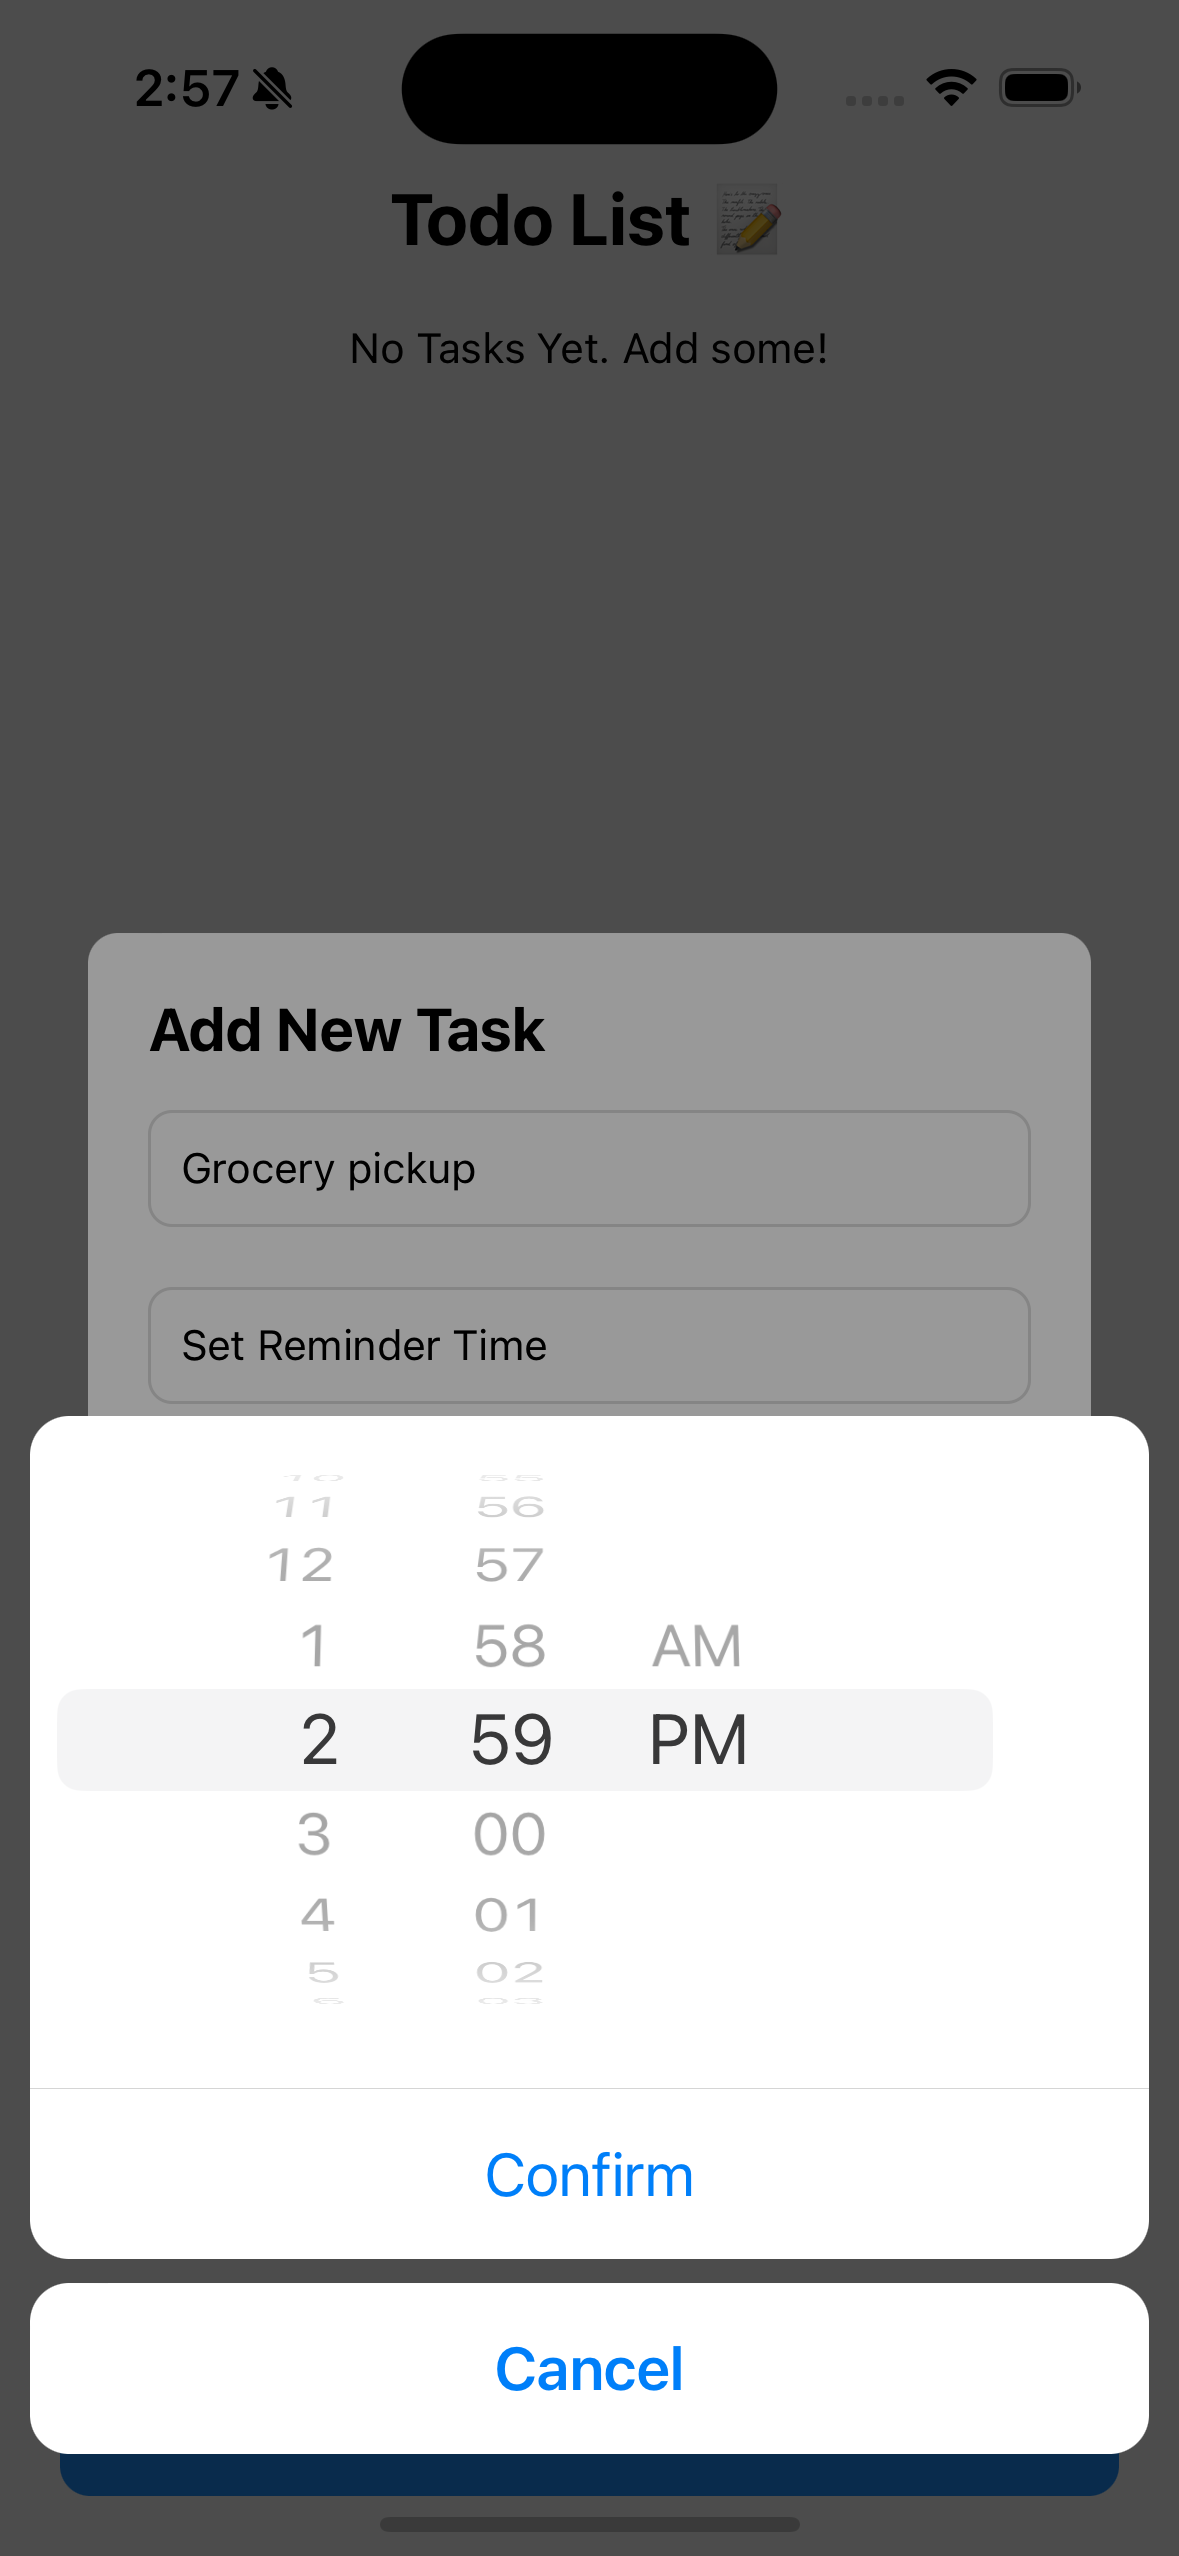 2:57
Todo List
No Tasks Yet. Add some!
Add New Task
Grocery pickup
Set Reminder Time
10 55
11 56
12 57
1 58 AM
2 59 PM
3 00
4 01
5 02
6 03
Confirm
Cancel